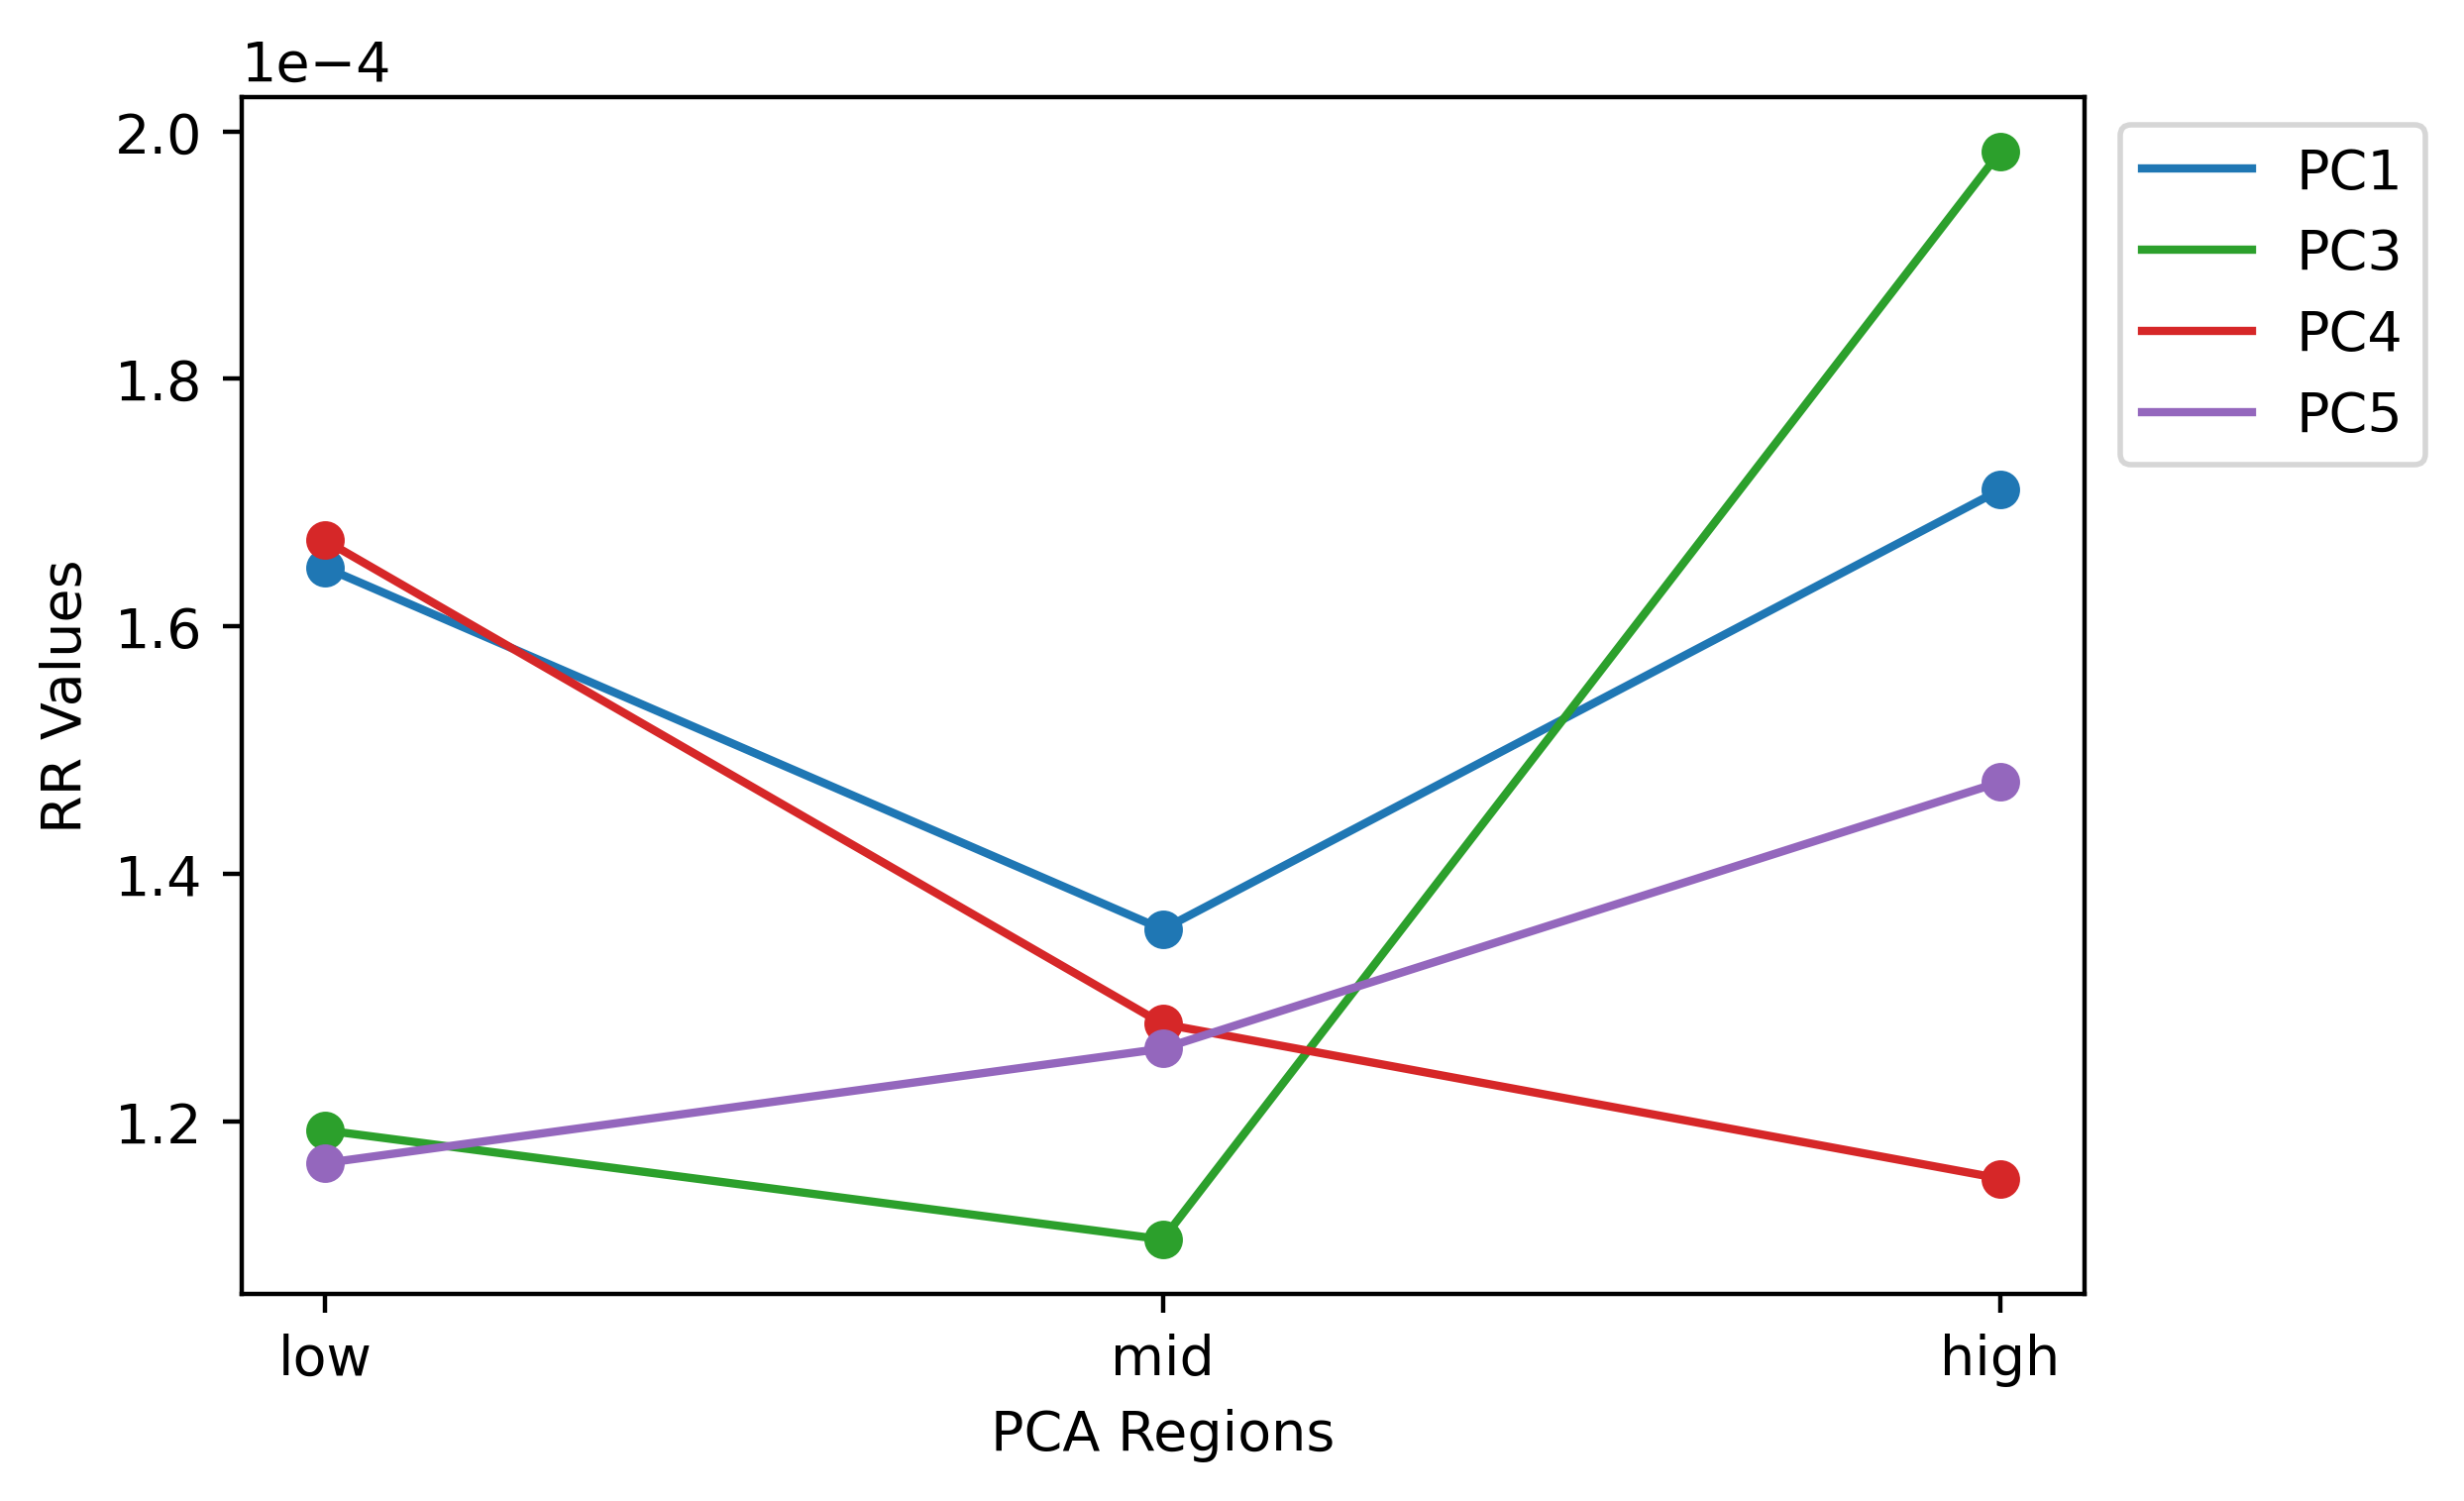 1e−4
2.0
1.8
1.6
1.4
1.2
RR Values
low mid high
PCA Regions
PC1
PC3
PC4
PC5